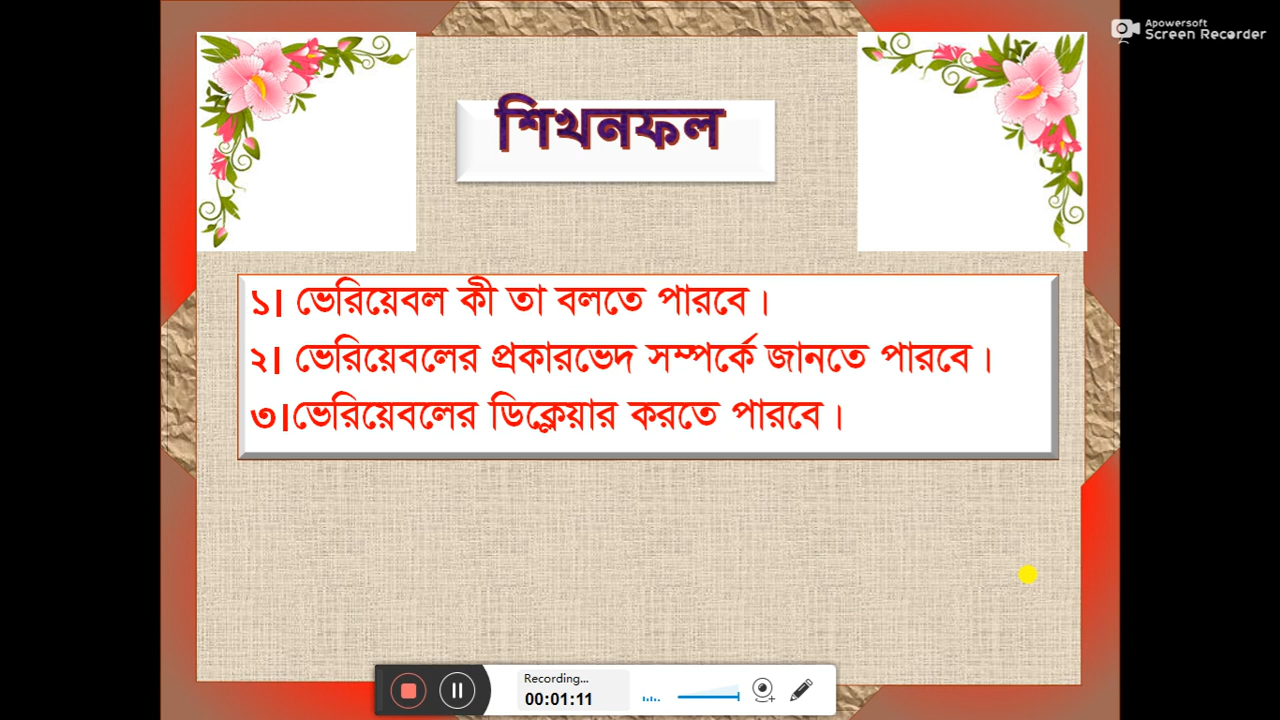 Apowersoft
Screen Recorder
শিখনফল
১। ভেরিয়েবল কী তা বলতে পারবে।
২। ভেরিয়েবলের প্রকারভেদ সম্পর্কে জানতে পারবে।
৩।ভেরিয়েবলের ডিক্লেয়ার করতে পারবে।
Recording...
00:01:11